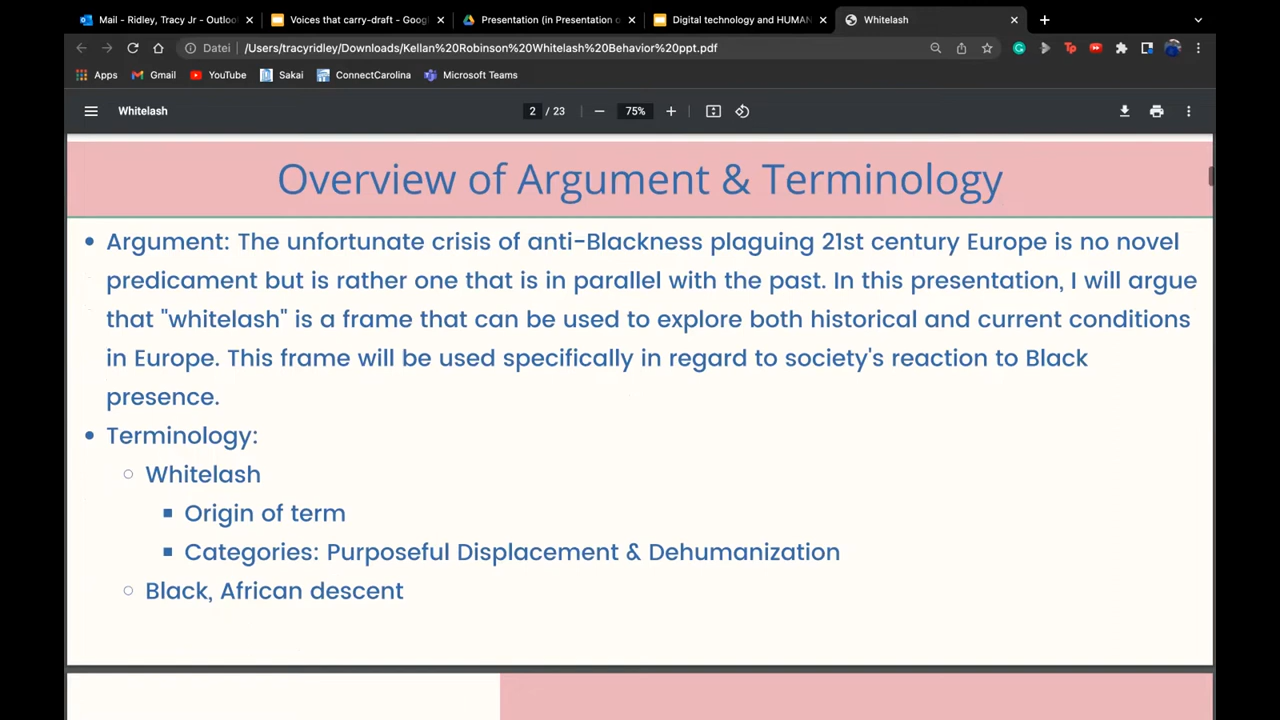 Mail - Ridley, Tracy Jr - Outloo
Voices that carry-draft - Goog
Presentation (in Presentation o
Digital technology and HUMAN
Whitelash
Datei
/Users/tracyridley/Downloads/Kellan%20Robinson%20Whitelash%20Behavior%20ppt.pdf
Apps
Gmail
YouTube
Sakai
ConnectCarolina
Microsoft Teams
Whitelash
2 / 23
75%
Overview of Argument & Terminology
• Argument: The unfortunate crisis of anti-Blackness plaguing 21st century Europe is no novel
predicament but is rather one that is in parallel with the past. In this presentation, I will argue
that "whitelash" is a frame that can be used to explore both historical and current conditions
in Europe. This frame will be used specifically in regard to society's reaction to Black
presence.
• Terminology:
○ Whitelash
▪ Origin of term
▪ Categories: Purposeful Displacement & Dehumanization
○ Black, African descent